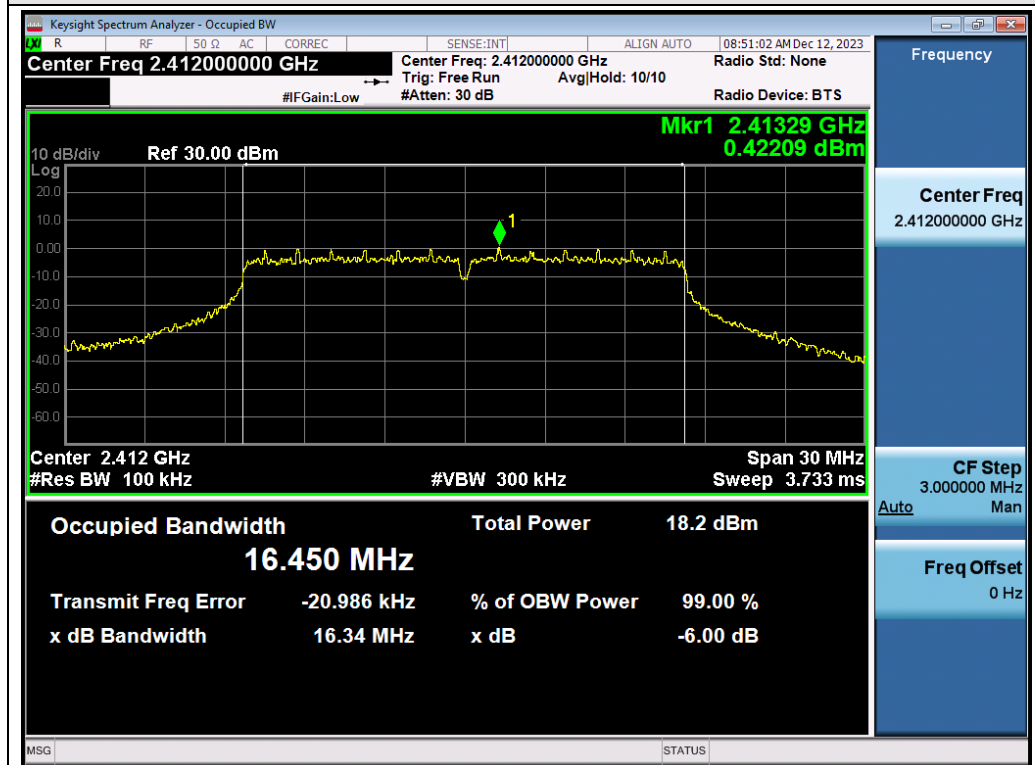 Keysight Spectrum Analyzer - Occupied BW
LXI R RF 50 Ω AC CORREC SENSE:INT ALIGN AUTO 08:51:02 AM Dec 12, 2023
Center Freq 2.412000000 GHz
Center Freq: 2.412000000 GHz
Radio Std: None
Trig: Free Run Avg|Hold: 10/10
#IFGain:Low
#Atten: 30 dB
Radio Device: BTS
Mkr1 2.41329 GHz
0.42209 dBm
10 dB/div Ref 30.00 dBm
Log
20.0
10.0
0.00
-10.0
-20.0
-30.0
-40.0
-50.0
-60.0
1
Center 2.412 GHz
Span 30 MHz
#Res BW 100 kHz
#VBW 300 kHz
Sweep 3.733 ms
Occupied Bandwidth
16.450 MHz
Total Power 18.2 dBm
Transmit Freq Error -20.986 kHz
% of OBW Power 99.00 %
x dB Bandwidth 16.34 MHz
x dB -6.00 dB
Frequency
Center Freq
2.412000000 GHz
CF Step
3.000000 MHz
Auto Man
Freq Offset
0 Hz
MSG
STATUS